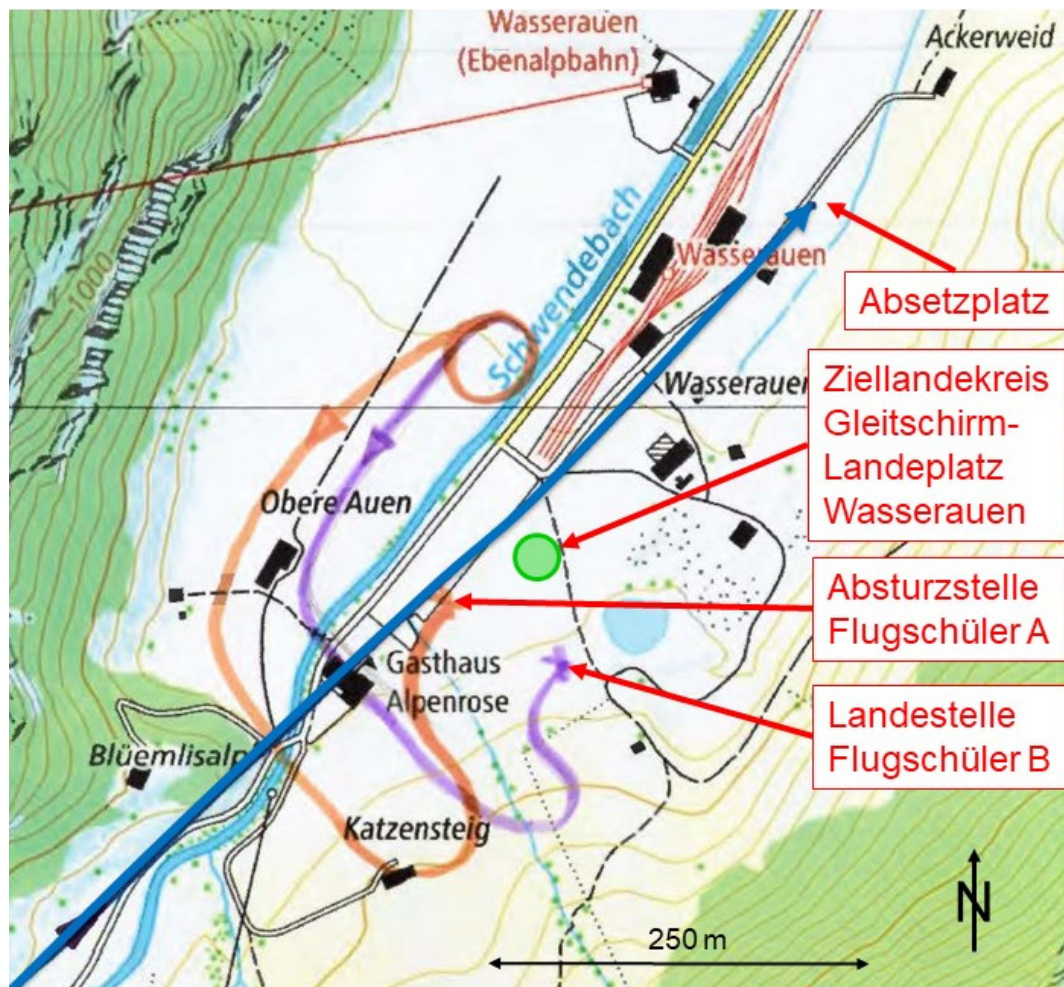 Wasserauen
(Ebenalpbahn)
Ackerweid
1000
Schwendebach
Wasserauen
Absetzplatz
Wasserauen
Ziellandekreis
Gleitschirm-
Landeplatz
Wasserauen
Obere Auen
Absturzstelle
Flugschüler A
Gasthaus
Alpenrose
Landestelle
Flugschüler B
Blüemlisalp
Katzensteig
N
250 m